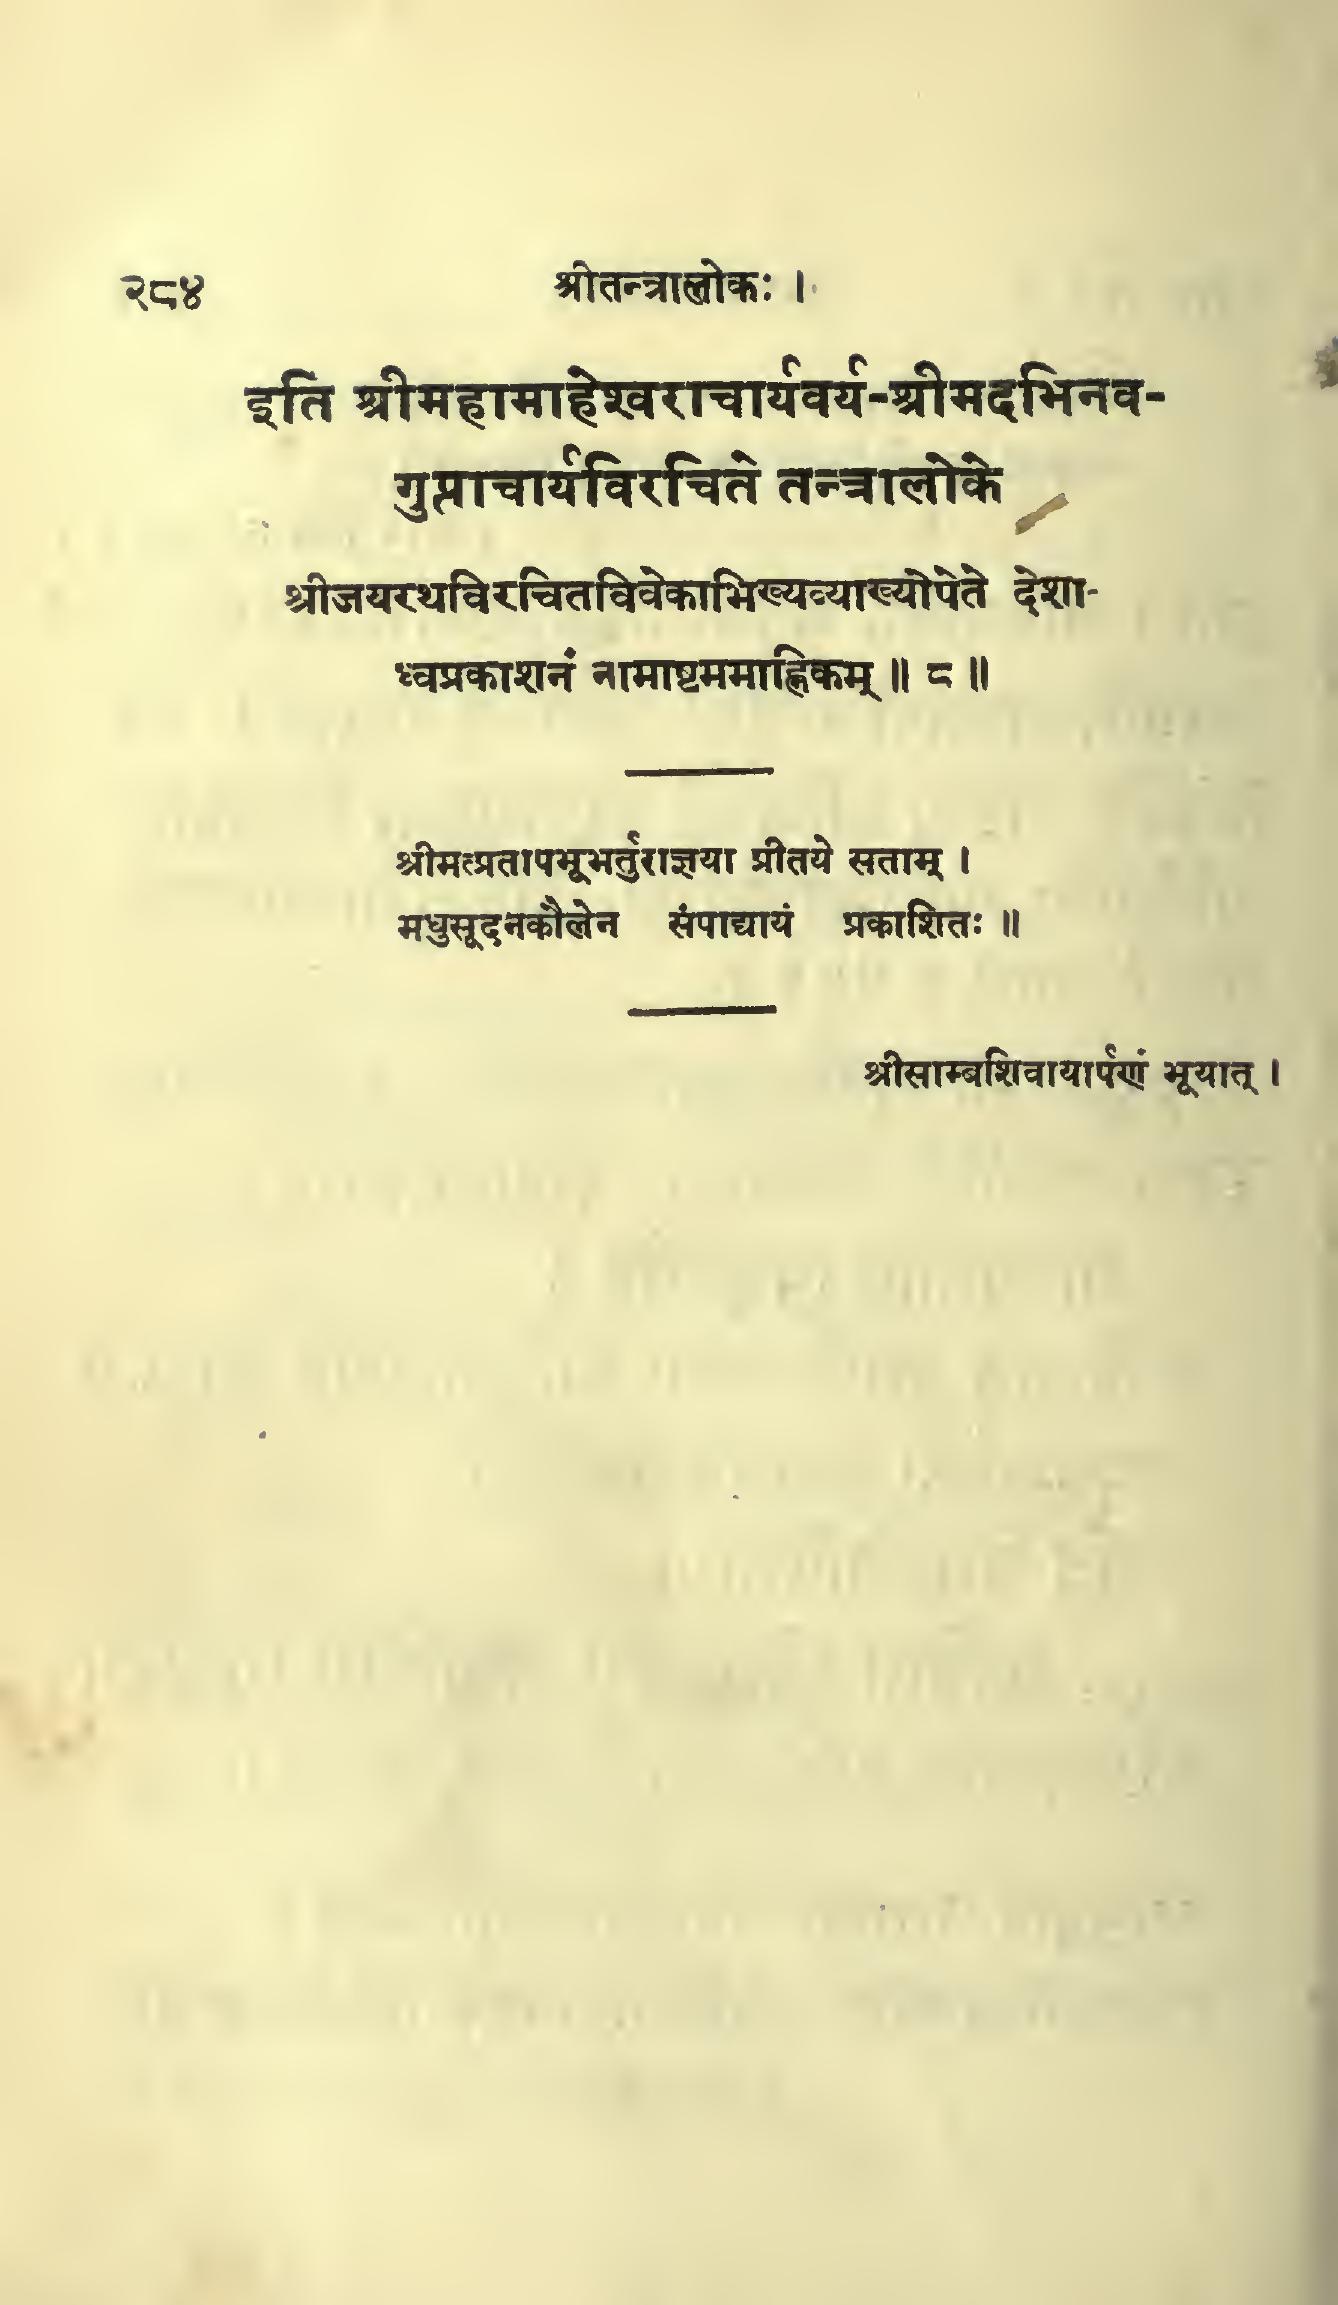 २८४ श्रीतन्त्रालोकः ।
इति श्रीमहामाहेश्वराचार्यवर्य-श्रीमदभिनव-
गुप्ताचार्यविरचिते तन्त्रालोके
श्रीजयरथविरचितविवेकाभिख्यव्याख्योपेते देशा-
ध्वप्रकाशनं नामाष्टममाह्निकम् ॥ ८ ॥
श्रीमत्प्रतापभूभर्तुराज्ञया प्रीतये सताम् ।
मधुसूदनकौलेन संपाद्यायं प्रकाशितः ॥
श्रीसाम्बशिवायार्पणं भूयात् ।